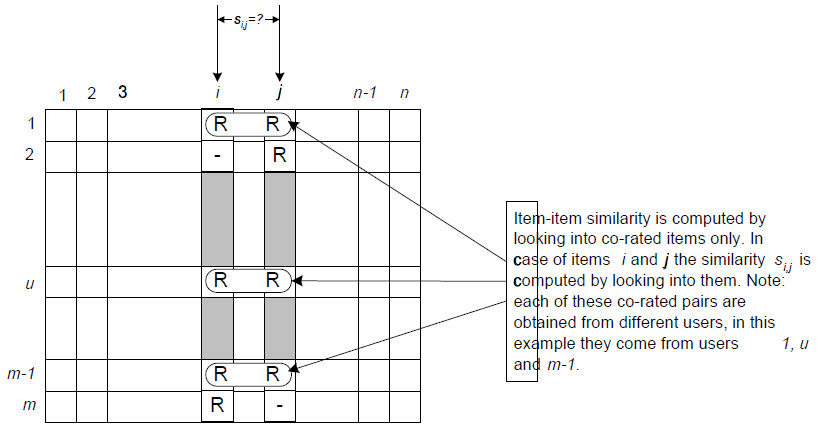 s i,j =?
1 2 3 i j n-1 n
1 R R
2 - R
u R R
m-1 R R
m R -
Item-item similarity is computed by
looking into co-rated items only. In
case of items i and j the similarity s i,j is
computed by looking into them. Note:
each of these co-rated pairs are
obtained from different users, in this
example they come from users 1, u
and m-1.